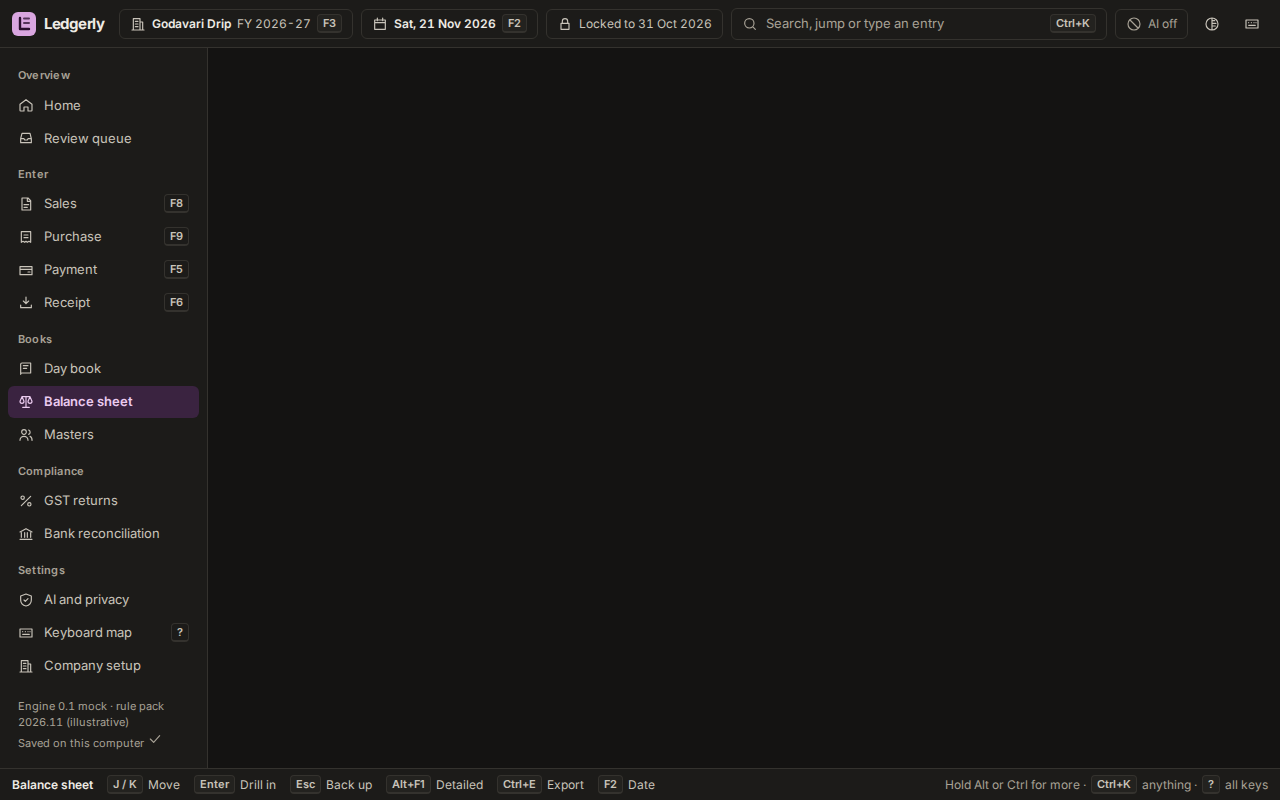 Ledgerly
Godavari Drip FY 2026-27 F3
Sat, 21 Nov 2026 F2
Locked to 31 Oct 2026
Search, jump or type an entry Ctrl+K
AI off
Overview
Home
Review queue
Enter
Sales F8
Purchase F9
Payment F5
Receipt F6
Books
Day book
Balance sheet
Masters
Compliance
GST returns
Bank reconciliation
Settings
AI and privacy
Keyboard map ?
Company setup
Engine 0.1 mock · rule pack
2026.11 (illustrative)
Saved on this computer
Balance sheet J / K Move Enter Drill in Esc Back up Alt+F1 Detailed Ctrl+E Export F2 Date Hold Alt or Ctrl for more · Ctrl+K anything · ? all keys